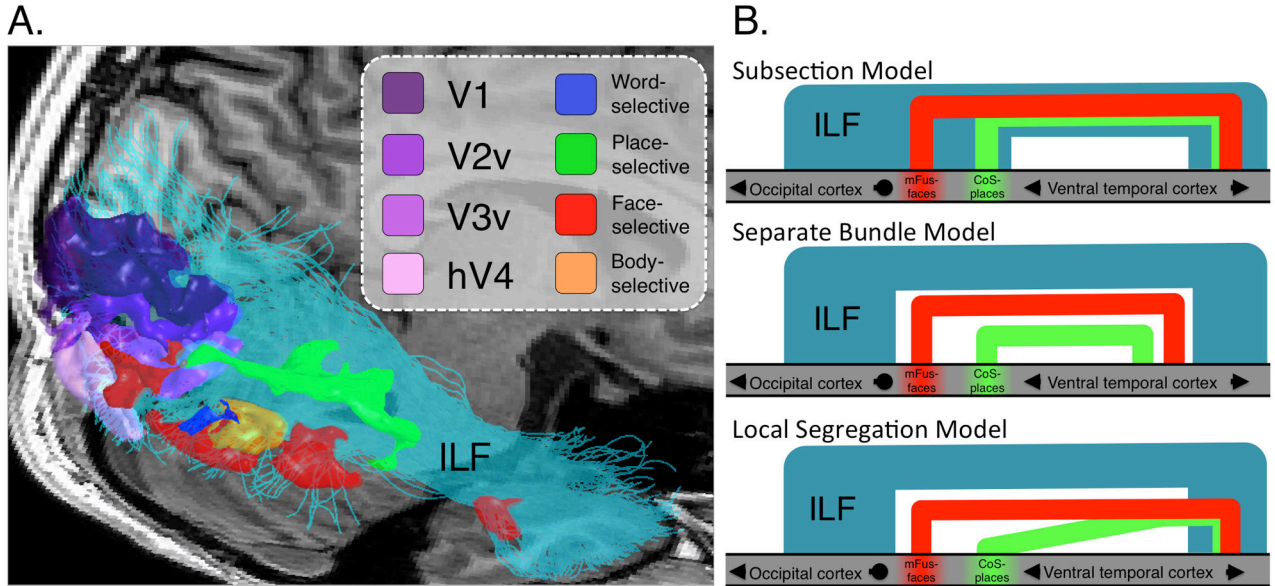 A.
V1
Word-
selective
V2v
Place-
selective
V3v
Face-
selective
hV4
Body-
selective
ILF
B.
Subsection Model
ILF
Occipital cortex
mFus-
faces
CoS-
places
Ventral temporal cortex
Separate Bundle Model
ILF
Occipital cortex
mFus-
faces
CoS-
places
Ventral temporal cortex
Local Segregation Model
ILF
Occipital cortex
mFus-
faces
CoS-
places
Ventral temporal cortex